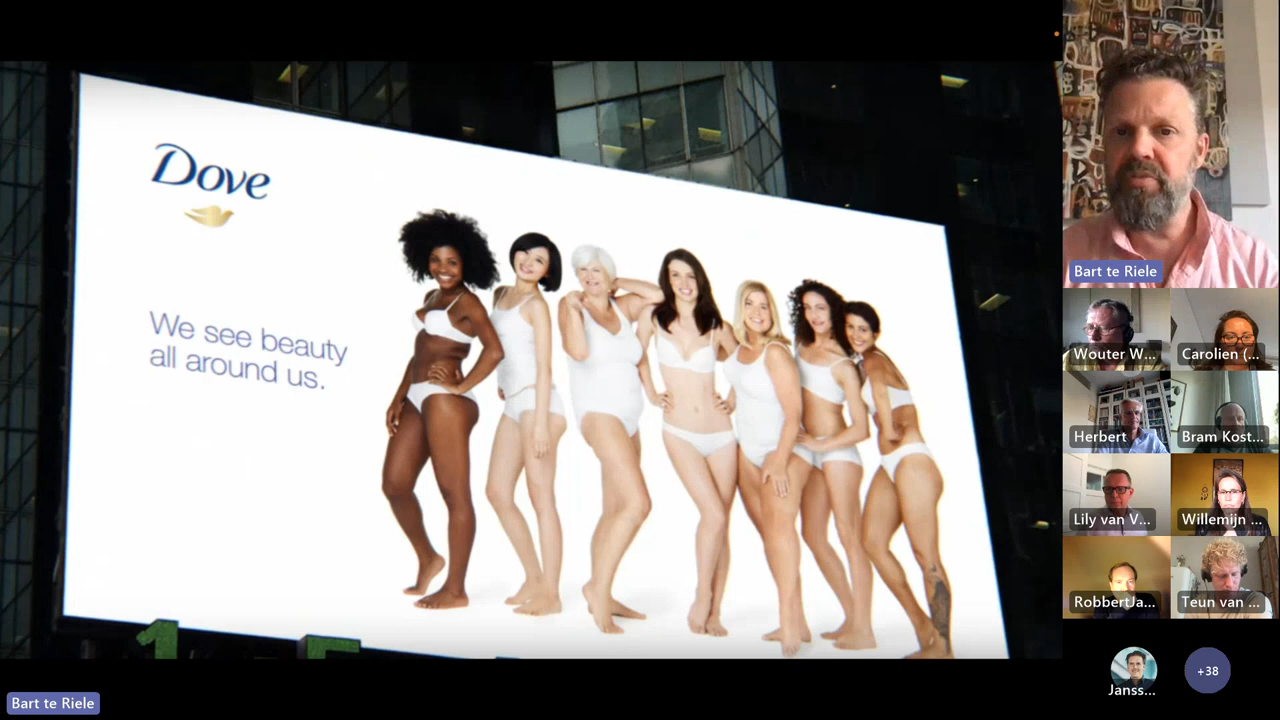 Dove
We see beauty
all around us.
Bart te Riele
Wouter W...
Carolien (...
Herbert
Bram Kost...
Lily van V...
Willemijn ...
RobbertJa...
Teun van ...
Janss...
+38
Bart te Riele